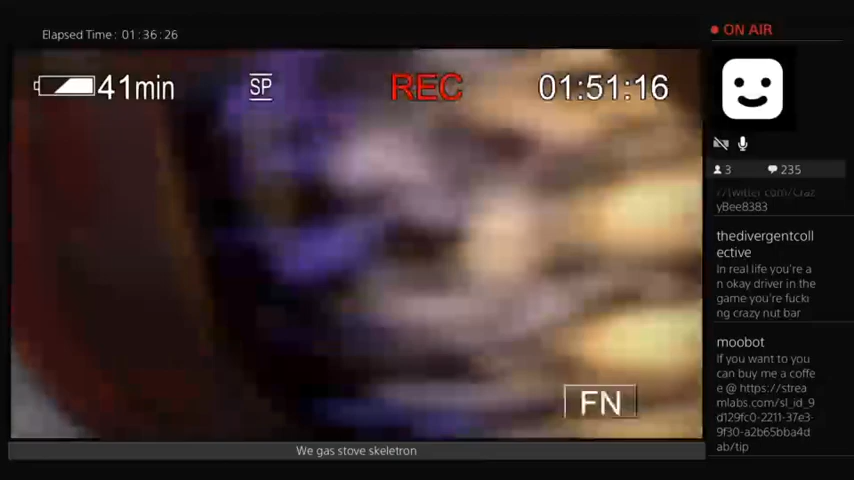 Elapsed Time : 01:36:26
ON AIR
41min
SP
REC
01:51:16
3
235
//twitter.com/Craz
yBee8383
thedivergentcoll
ective
In real life you're a
n okay driver in the
game you're fucki
ng crazy nut bar
moobot
If you want to you
can buy me a coffe
e @ https://strea
mlabs.com/sl_id_9
d129fc0-2211-37e3-
9f30-a2b65bba4d
ab/tip
FN
We gas stove skeletron